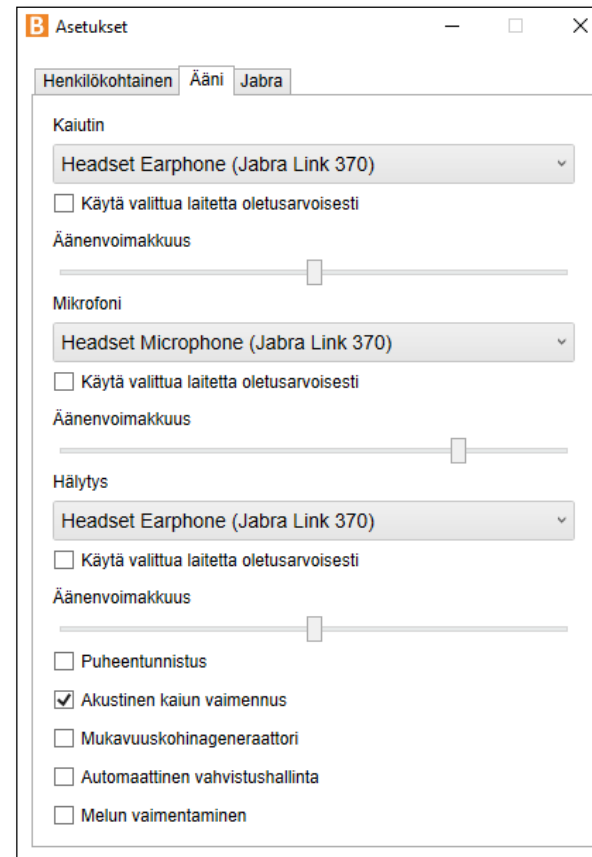 B Asetukset
Henkilökohtainen Ääni Jabra
Kaiutin
Headset Earphone (Jabra Link 370)
Käytä valittua laitetta oletusarvoisesti
Äänenvoimakkuus
Mikrofoni
Headset Microphone (Jabra Link 370)
Käytä valittua laitetta oletusarvoisesti
Äänenvoimakkuus
Hälytys
Headset Earphone (Jabra Link 370)
Käytä valittua laitetta oletusarvoisesti
Äänenvoimakkuus
Puheentunnistus
Akustinen kaiun vaimennus
Mukavuuskohinageneraattori
Automaattinen vahvistushallinta
Melun vaimentaminen